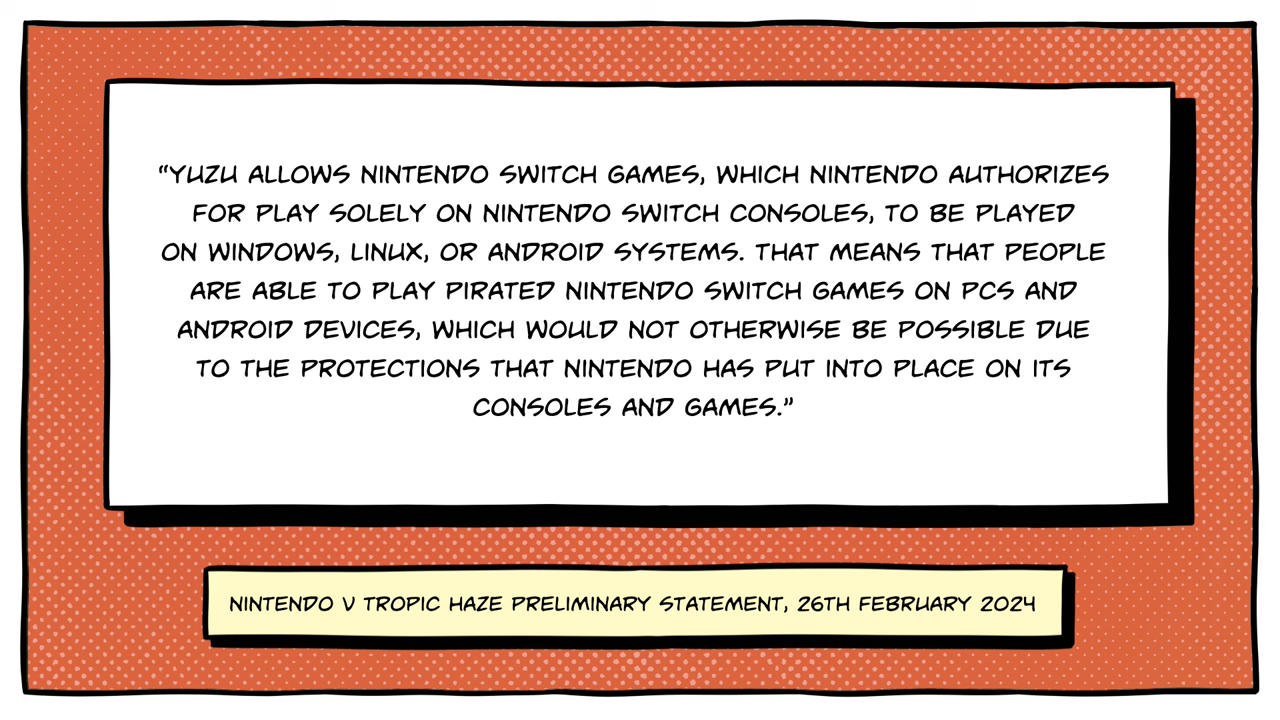 “YUZU ALLOWS NINTENDO SWITCH GAMES, WHICH NINTENDO AUTHORIZES
FOR PLAY SOLELY ON NINTENDO SWITCH CONSOLES, TO BE PLAYED
ON WINDOWS, LINUX, OR ANDROID SYSTEMS. THAT MEANS THAT PEOPLE
ARE ABLE TO PLAY PIRATED NINTENDO SWITCH GAMES ON PCS AND
ANDROID DEVICES, WHICH WOULD NOT OTHERWISE BE POSSIBLE DUE
TO THE PROTECTIONS THAT NINTENDO HAS PUT INTO PLACE ON ITS
CONSOLES AND GAMES.”
NINTENDO V TROPIC HAZE PRELIMINARY STATEMENT, 26TH FEBRUARY 2024